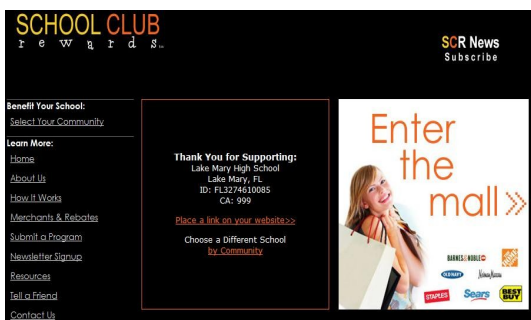 SCHOOL CLUB
rewards
SCR News
Subscribe
Benefit Your School:
Select Your Community
Learn More:
Home
About Us
How It Works
Merchants & Rebates
Submit a Program
Newsletter Signup
Resources
Tell a Friend
Contact Us
Thank You for Supporting:
Lake Mary High School
Lake Mary, FL
ID: FL3274610085
CA: 999
Place a link on your website>>
Choose a Different School
by Community
Enter
the
mall »
BARNES & NOBLE
THE HOME DEPOT
OLD NAVY
Neiman Marcus
STAPLES
Sears
BEST BUY